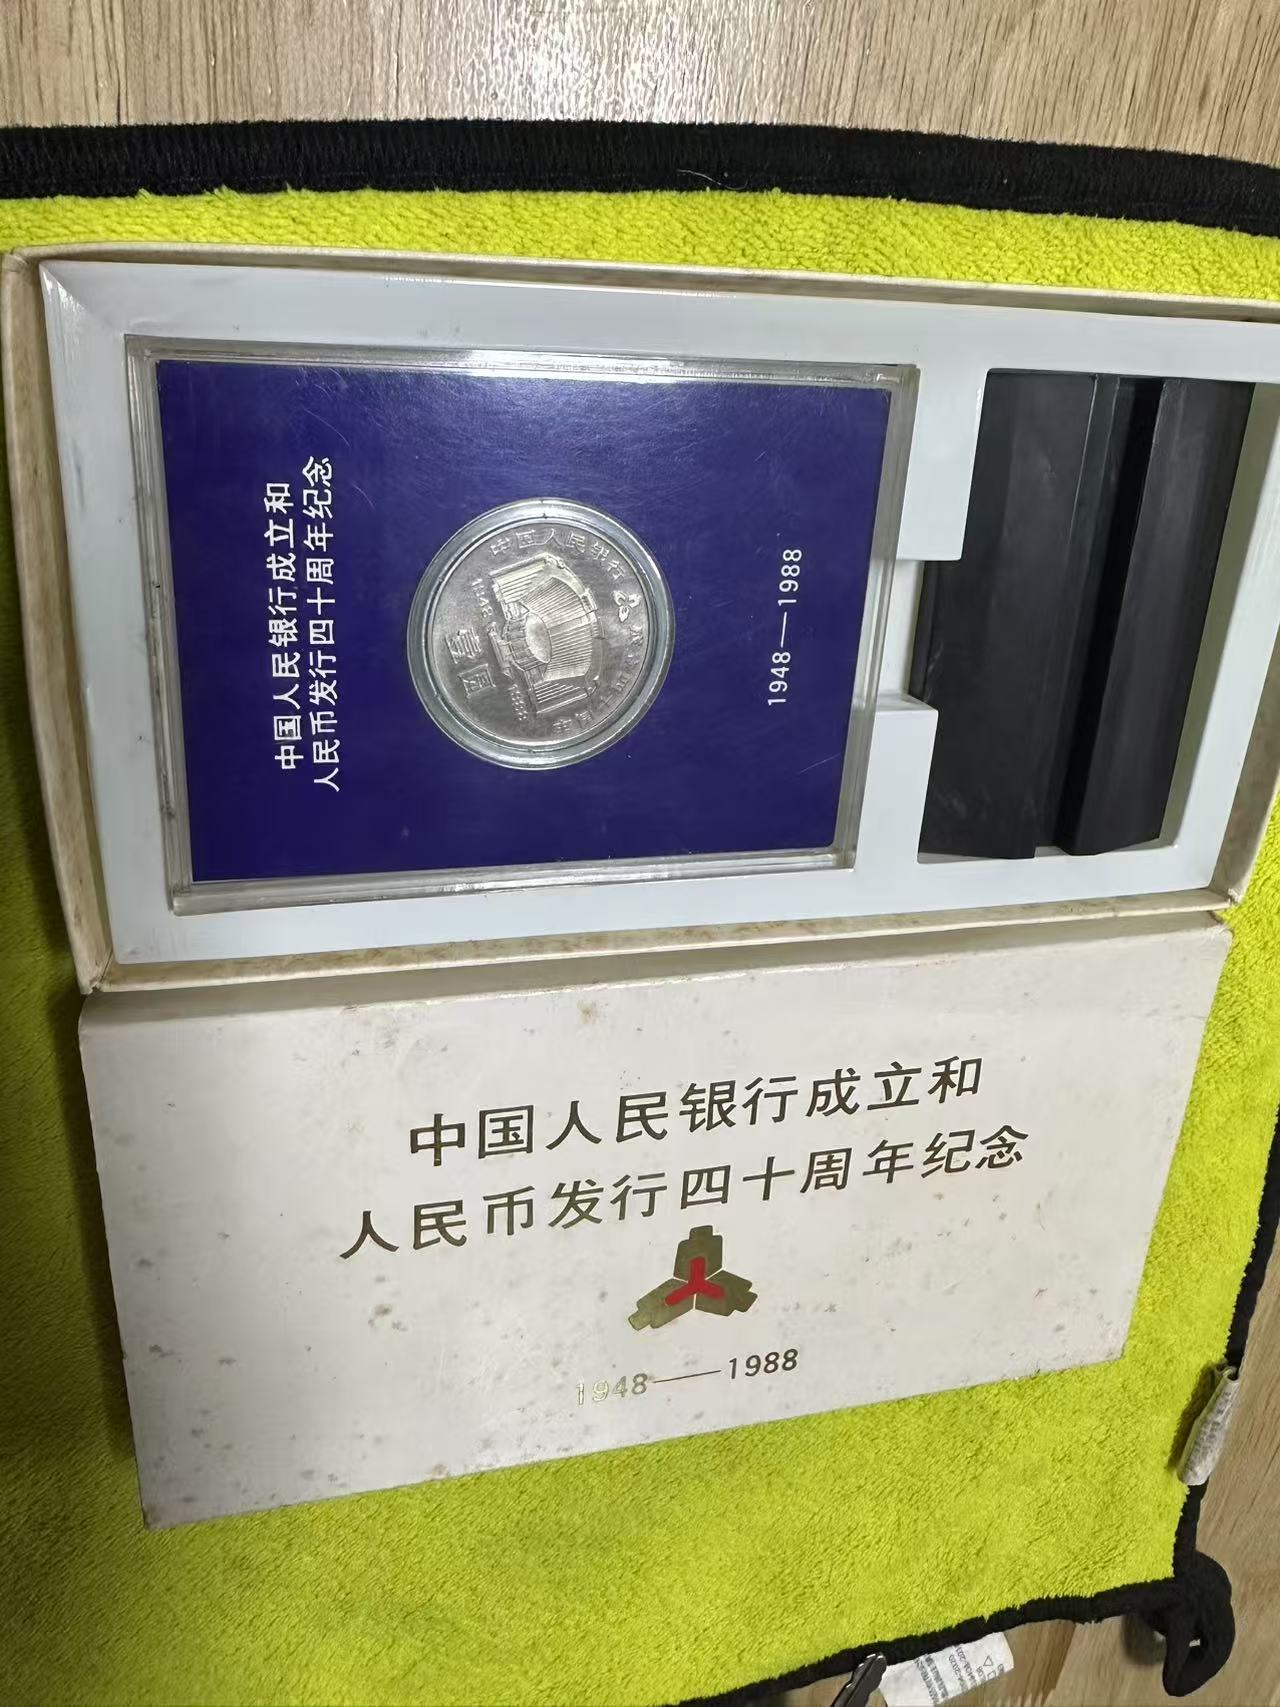 中国人民银行成立和
人民币发行四十周年纪念
中国人民银行
1948
1988
圆
1948—1988
中国人民银行成立和
人民币发行四十周年纪念
1948——1988